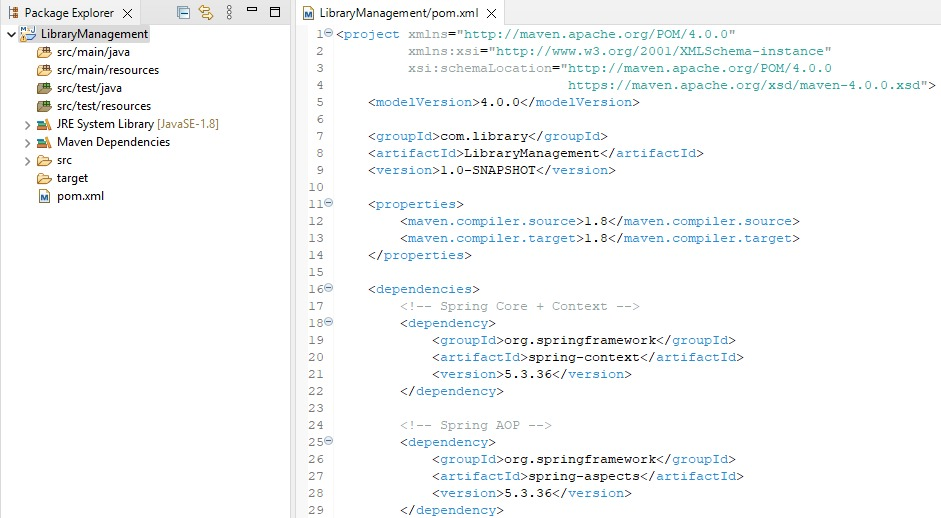 Package Explorer
LibraryManagement
src/main/java
src/main/resources
src/test/java
src/test/resources
JRE System Library [JavaSE-1.8]
Maven Dependencies
src
target
pom.xml
LibraryManagement/pom.xml
1 <project xmlns="http://maven.apache.org/POM/4.0.0"
2 xmlns:xsi="http://www.w3.org/2001/XMLSchema-instance"
3 xsi:schemaLocation="http://maven.apache.org/POM/4.0.0
4 https://maven.apache.org/xsd/maven-4.0.0.xsd">
5 <modelVersion>4.0.0</modelVersion>
6
7 <groupId>com.library</groupId>
8 <artifactId>LibraryManagement</artifactId>
9 <version>1.0-SNAPSHOT</version>
10
11 <properties>
12 <maven.compiler.source>1.8</maven.compiler.source>
13 <maven.compiler.target>1.8</maven.compiler.target>
14 </properties>
15
16 <dependencies>
17 <!-- Spring Core + Context -->
18 <dependency>
19 <groupId>org.springframework</groupId>
20 <artifactId>spring-context</artifactId>
21 <version>5.3.36</version>
22 </dependency>
23
24 <!-- Spring AOP -->
25 <dependency>
26 <groupId>org.springframework</groupId>
27 <artifactId>spring-aspects</artifactId>
28 <version>5.3.36</version>
29 </dependency>